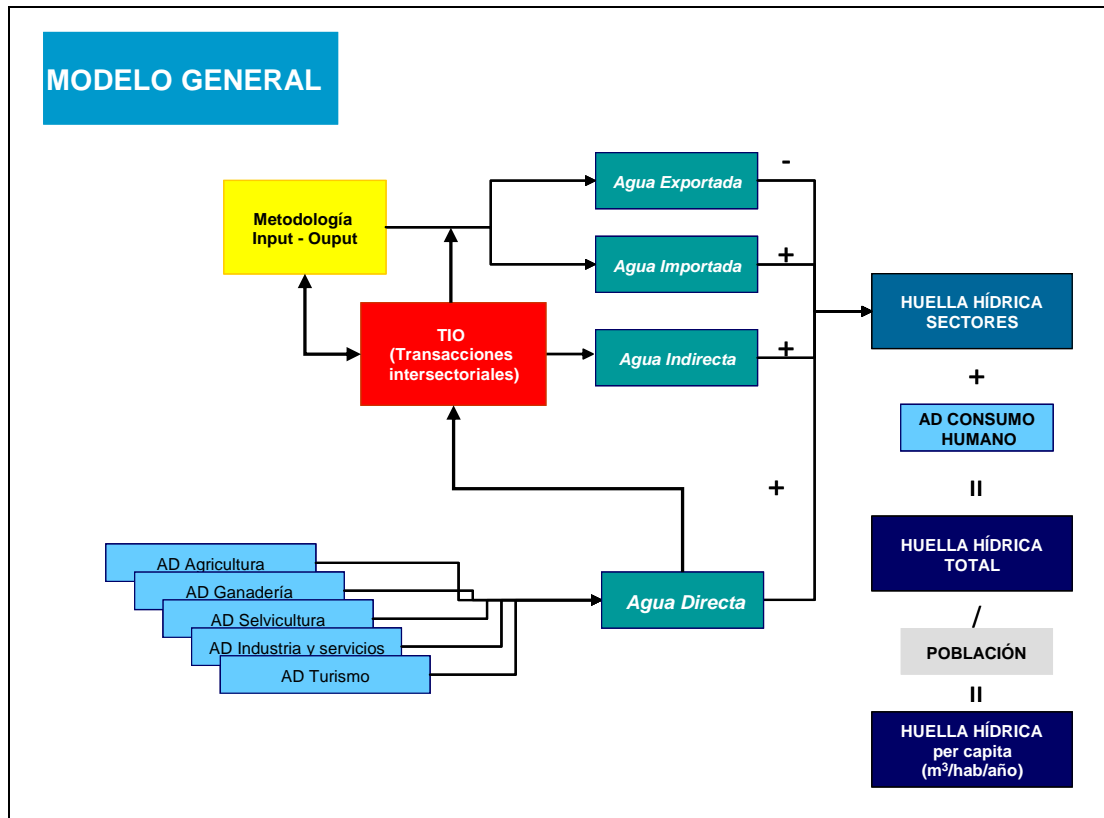 MODELO GENERAL
Metodología
Input - Ouput
TIO
(Transacciones
intersectoriales)
Agua Exportada
-
Agua Importada
+
Agua Indirecta
+
+
AD Agricultura
AD Ganadería
AD Selvicultura
AD Industria y servicios
AD Turismo
Agua Directa
HUELLA HÍDRICA
SECTORES
+
AD CONSUMO
HUMANO
=
HUELLA HÍDRICA
TOTAL
/
POBLACIÓN
=
HUELLA HÍDRICA
per capita
(m³/hab/año)